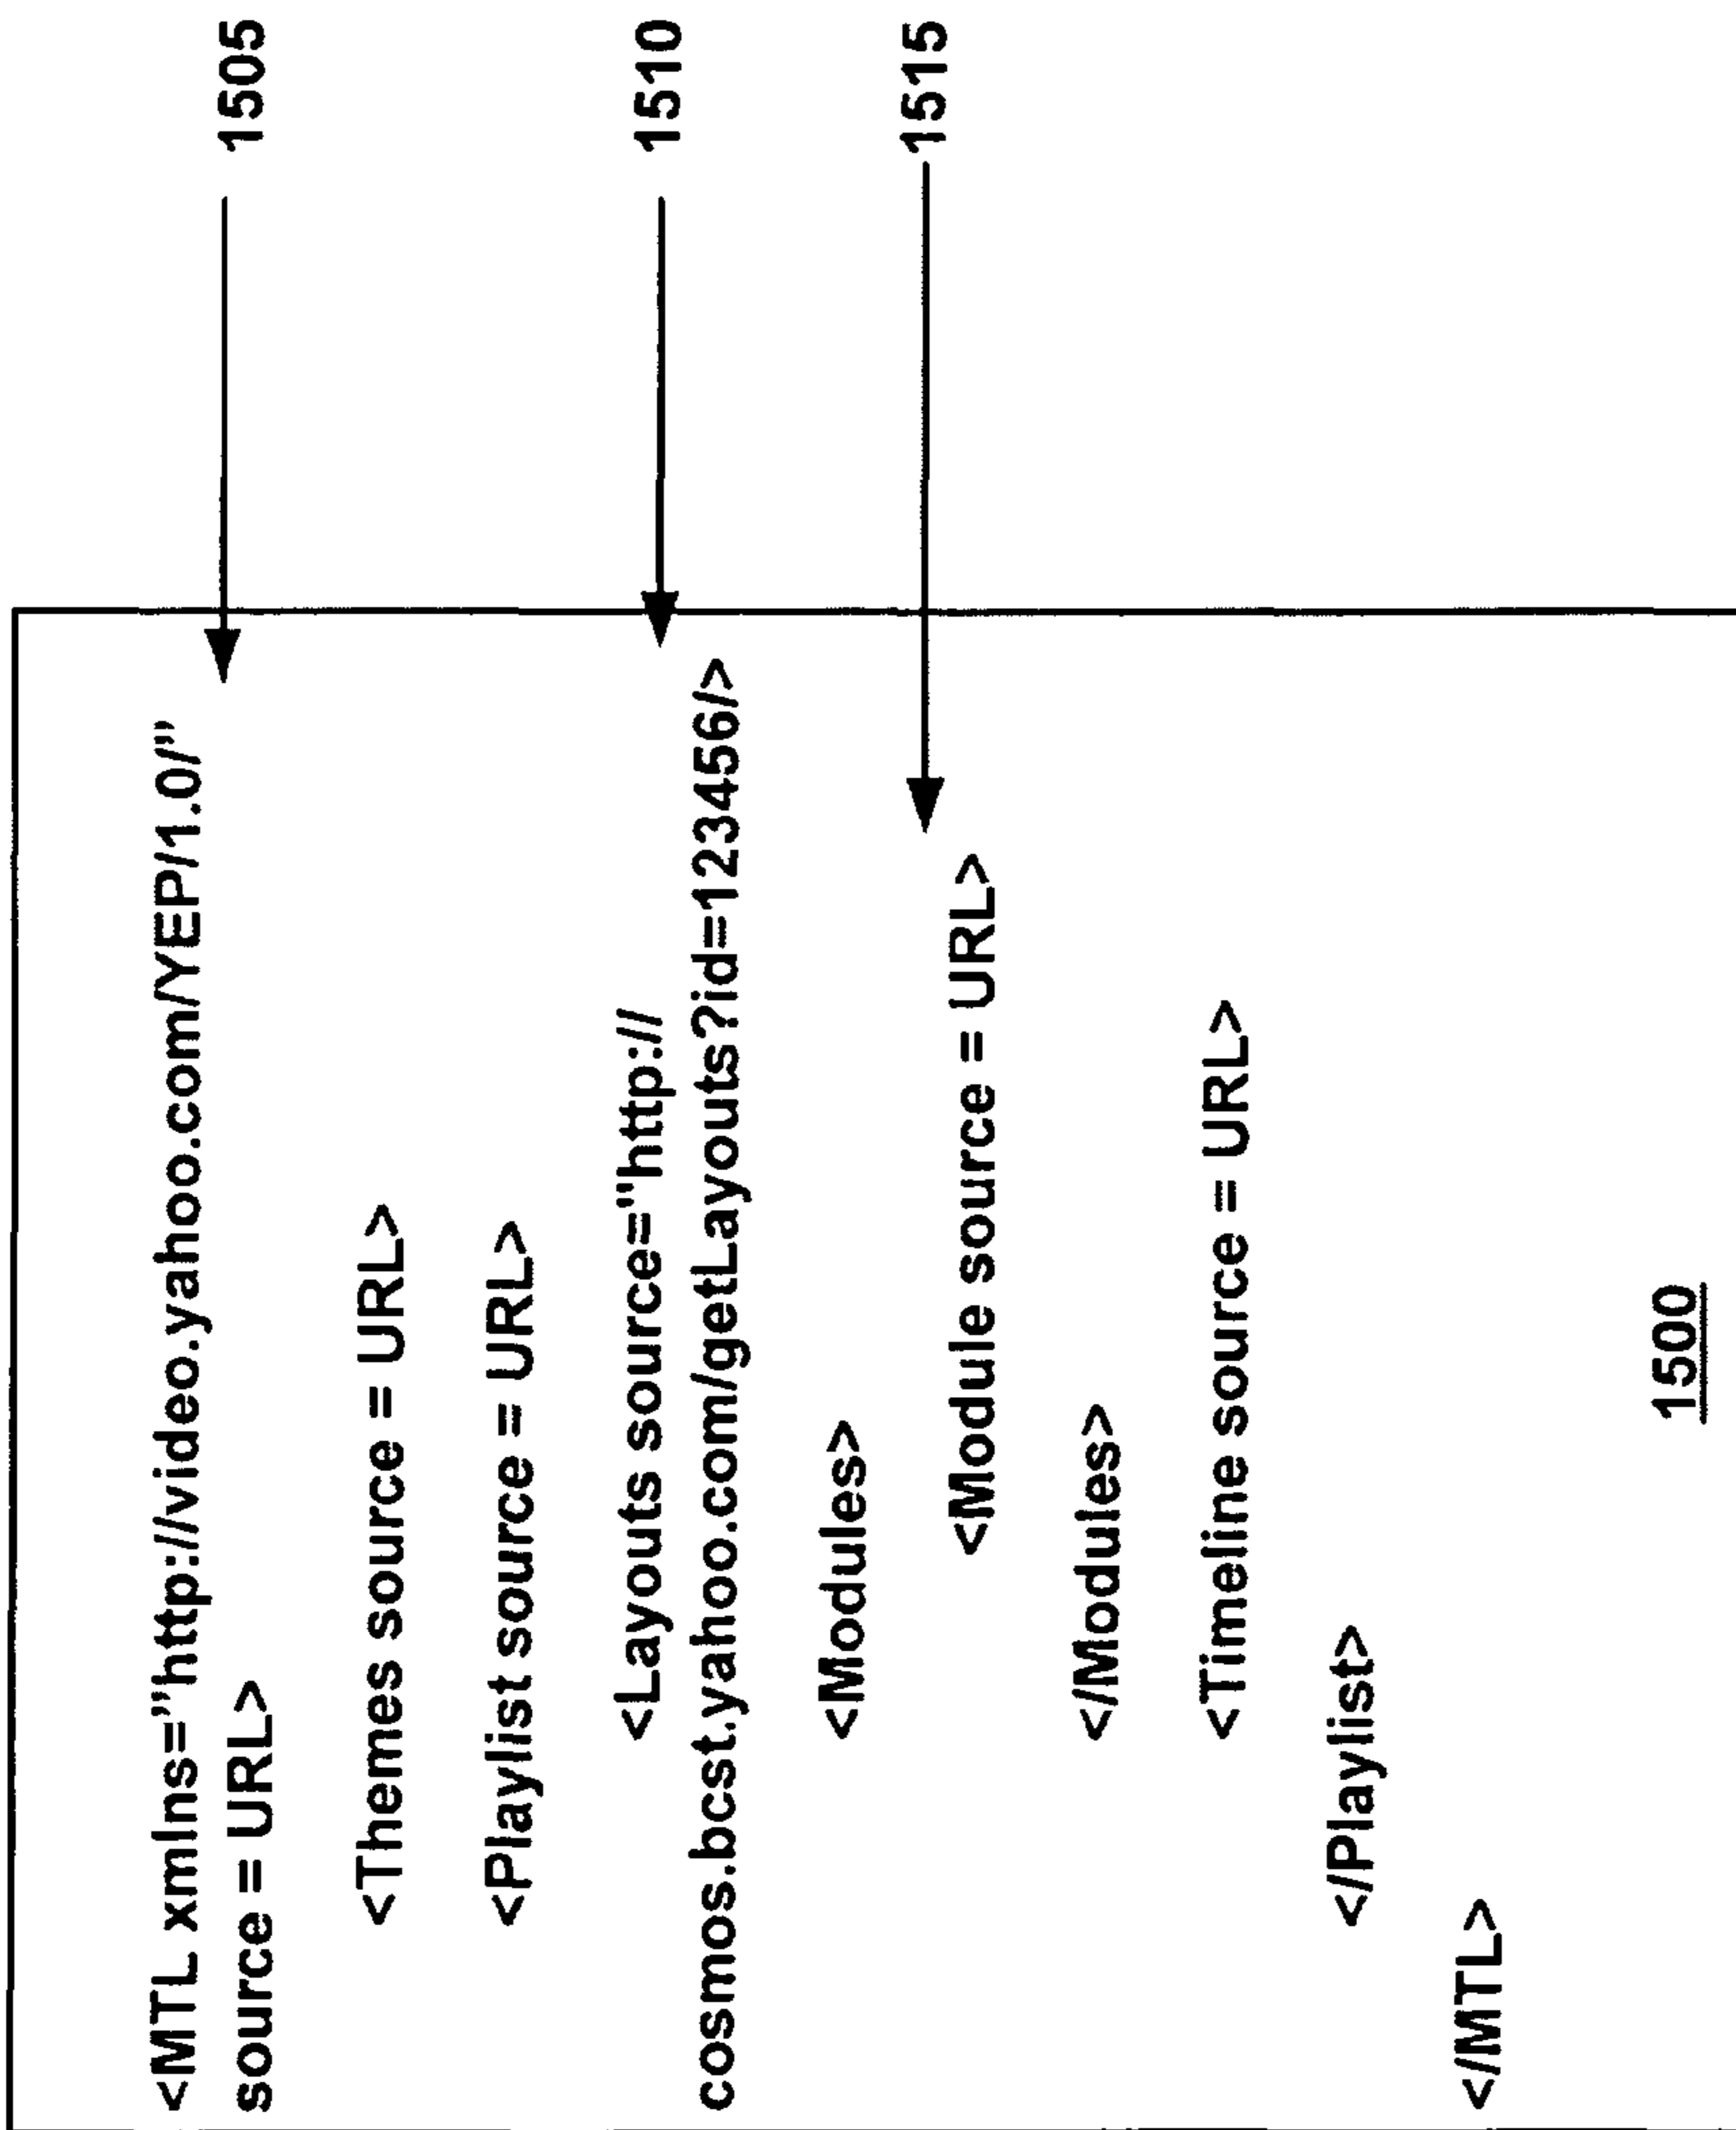 <MTL xmlns="http://video.yahoo.com/YEP/1.0/" 1505
source = URL>
<Themes source = URL>
<Playlist source = URL>
<Layouts source="http:// 1510
cosmos.bcst.yahoo.com/getLayouts?id=123456/>
<Modules>
1515
<Module source = URL>
</Modules>
<Timeline source = URL>
</Playlist>
</MTL>
1500